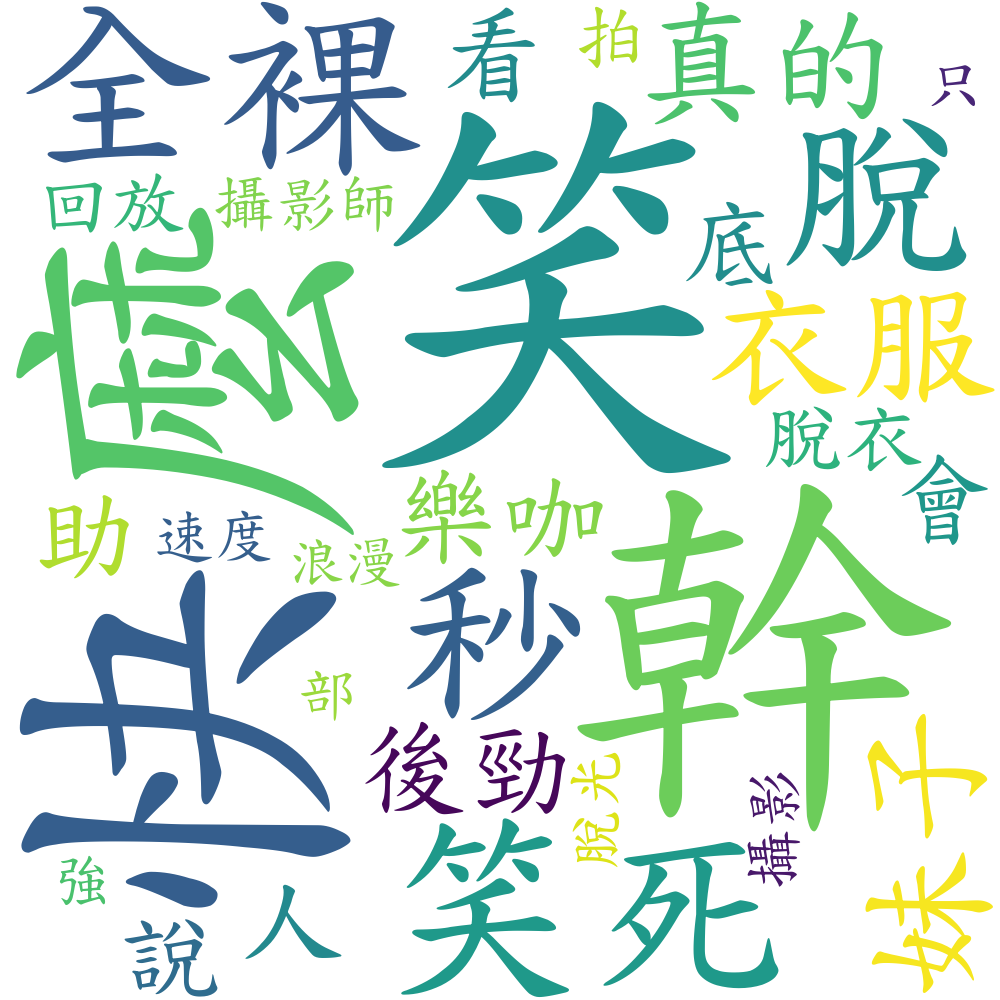 全裸
看
拍
真的
只
笑
脫
回放
攝影師
底
麼
衣服
脫衣
樂咖
會
助
速度
浪漫
幹
快
秒
部
後勁
脫光
攝影
妹子
強
笑死
人
說